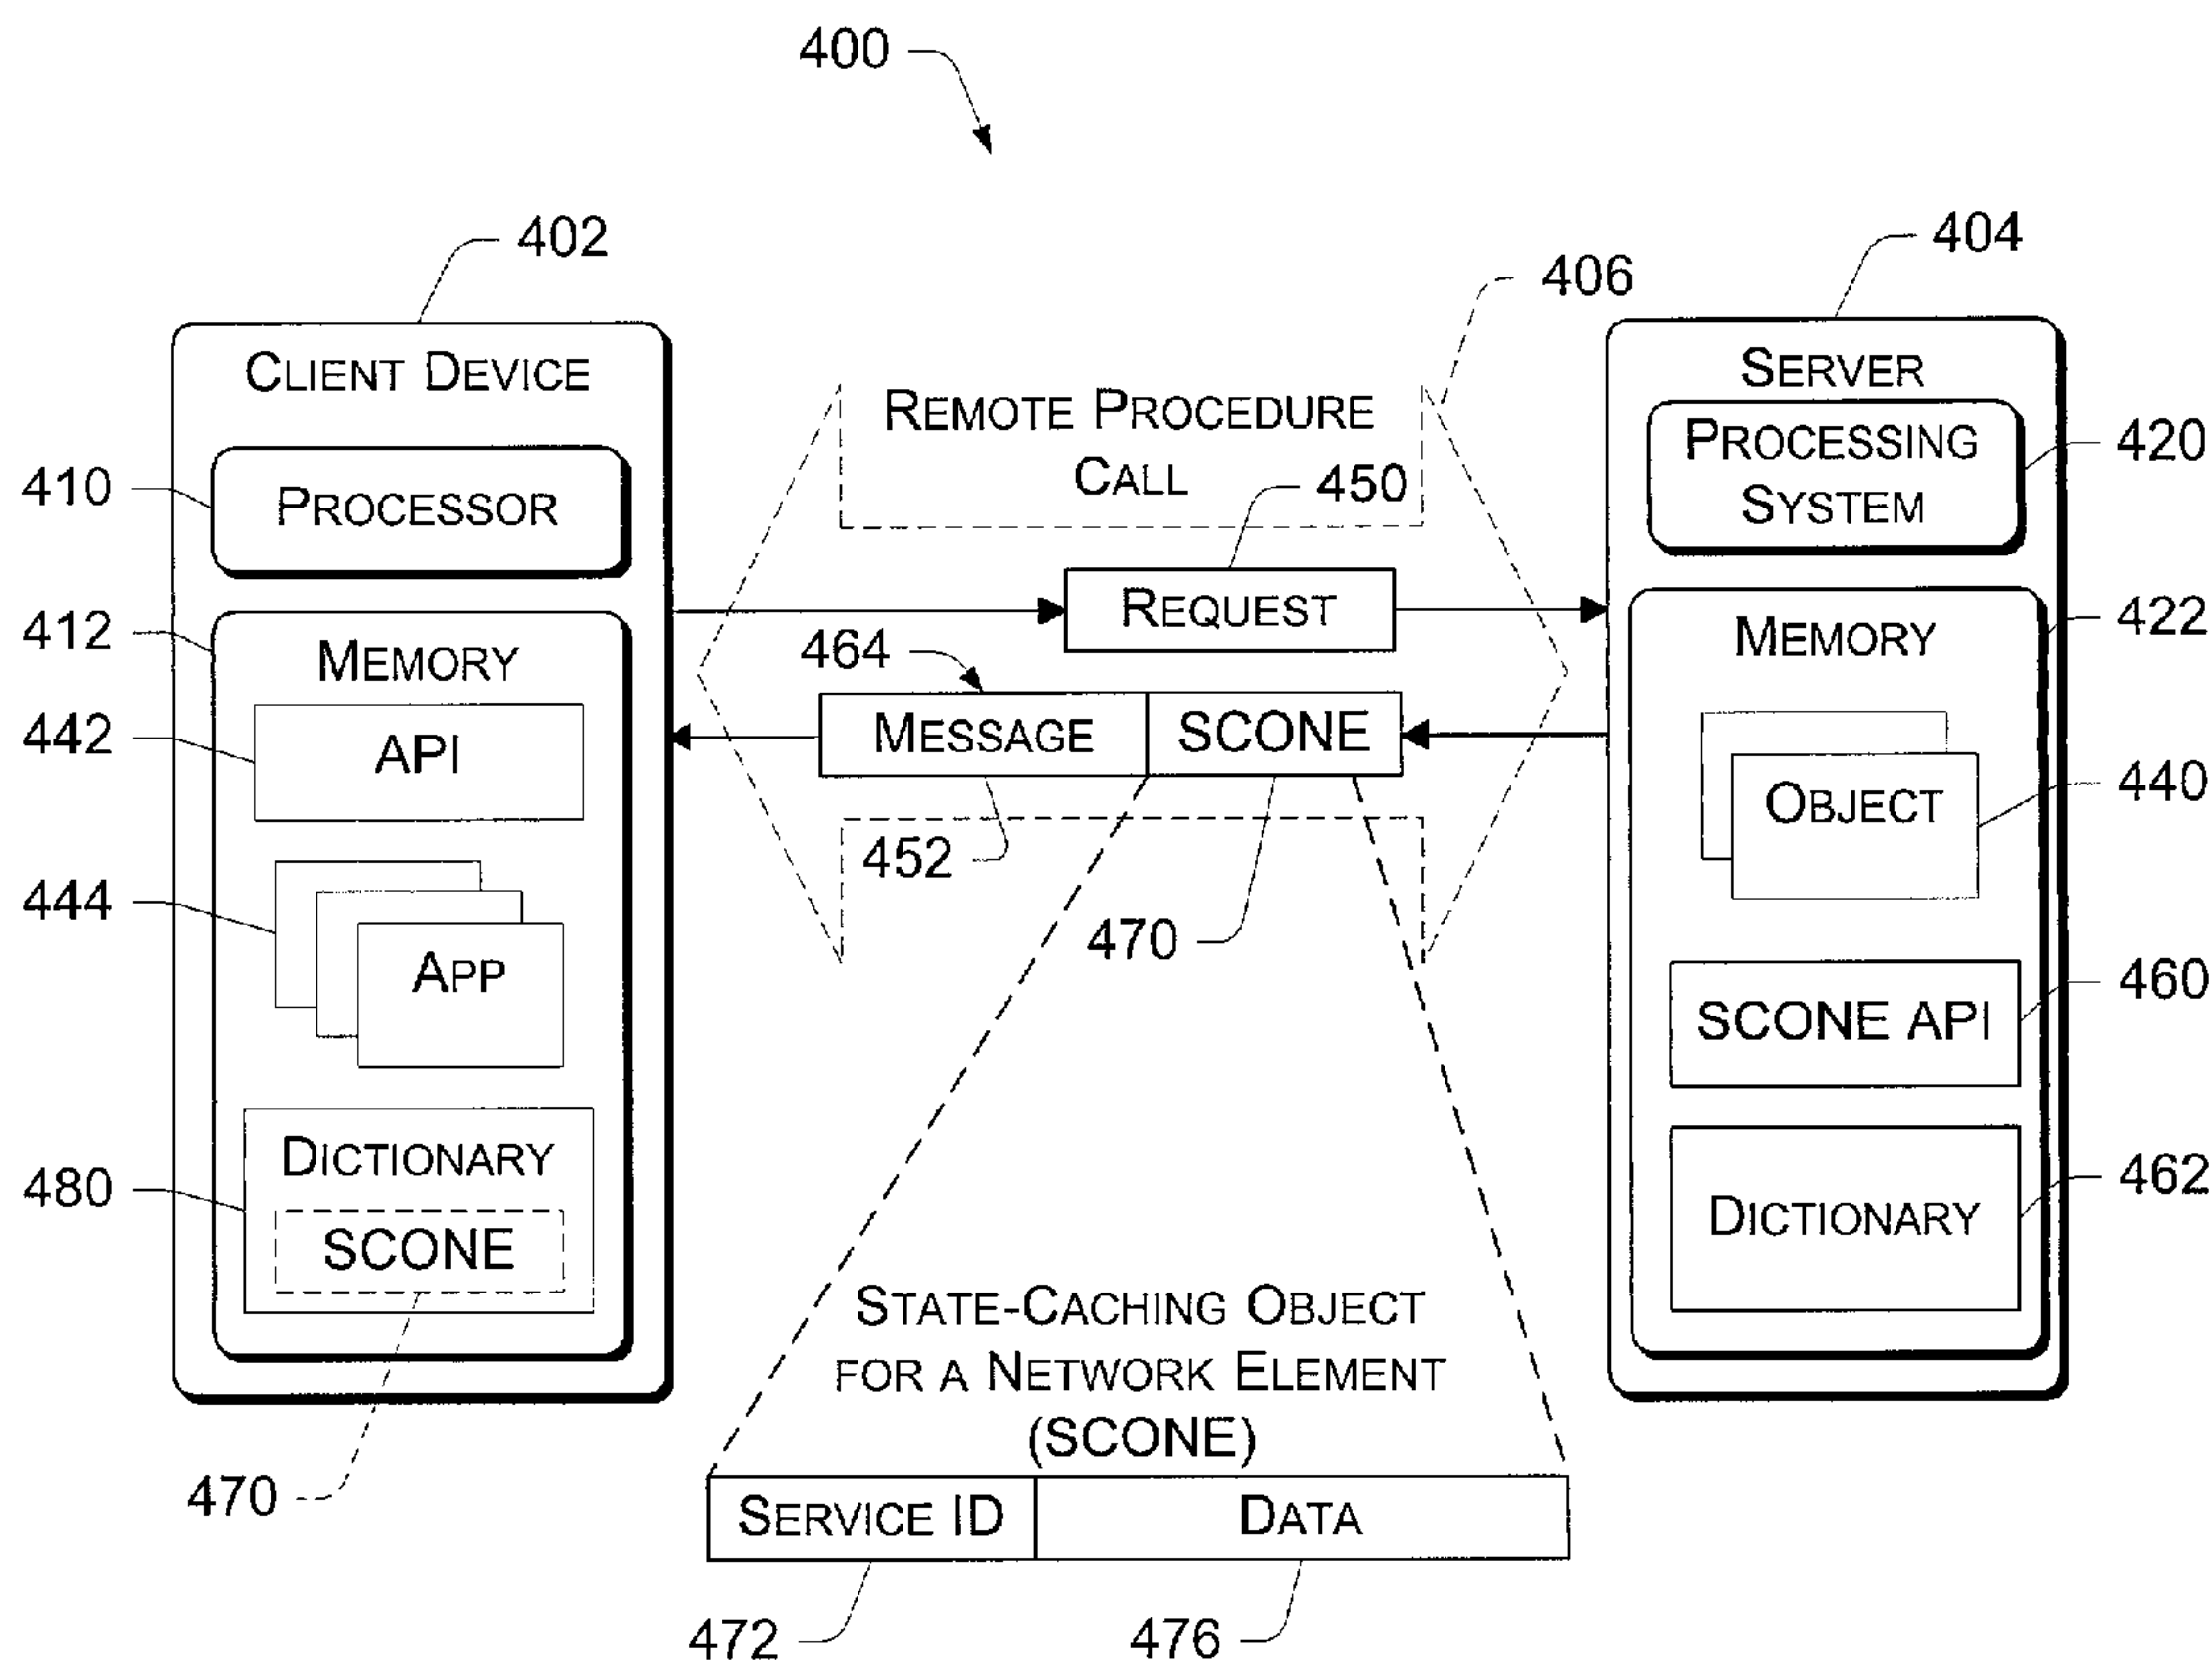 400
402
404
406
CLIENT DEVICE
SERVER
REMOTE PROCEDURE
CALL
PROCESSING
SYSTEM
420
410
PROCESSOR
450
REQUEST
412
MEMORY
464
MEMORY
422
442
API
MESSAGE
SCONE
OBJECT
440
452
470
444
APP
SCONE API
460
DICTIONARY
480
SCONE
DICTIONARY
462
STATE-CACHING OBJECT
FOR A NETWORK ELEMENT
(SCONE)
470
SERVICE ID
DATA
472
476